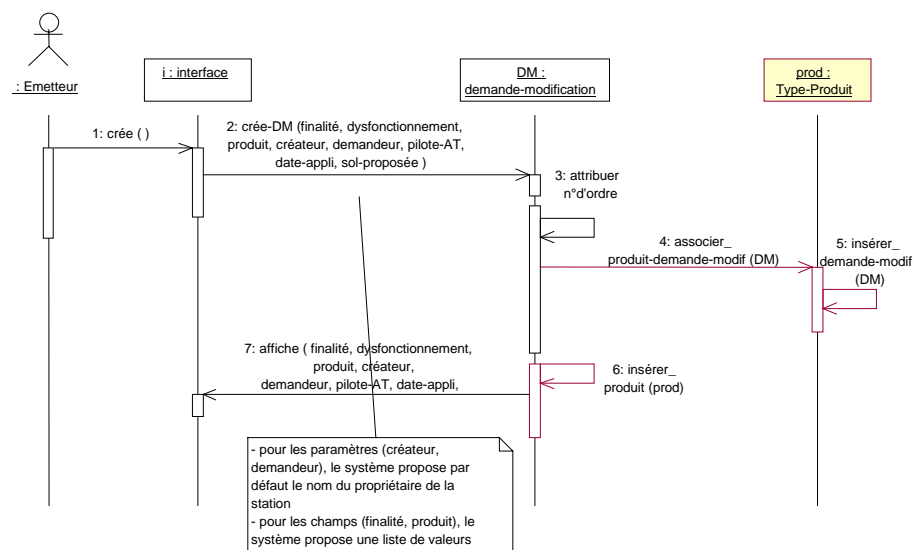 : Emetteur
i : interface
DM :
demande-modification
prod :
Type-Produit
1: crée ( )
2: crée-DM (finalité, dysfonctionnement,
produit, créateur, demandeur, pilote-AT,
date-appli, sol-proposée )
3: attribuer
n°d'ordre
4: associer_
produit-demande-modif (DM)
5: insérer_
demande-modif
(DM)
7: affiche ( finalité, dysfonctionnement,
produit, créateur,
demandeur, pilote-AT, date-appli,
6: insérer_
produit (prod)
- pour les paramètres (créateur,
demandeur), le système propose par
défaut le nom du propriétaire de la
station
- pour les champs (finalité, produit), le
système propose une liste de valeurs